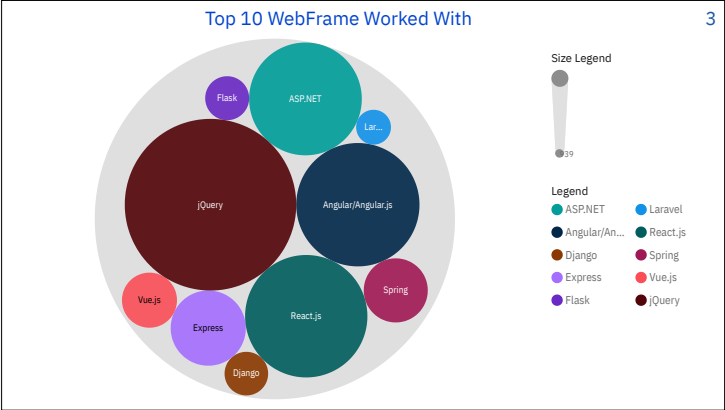 Top 10 WebFrame Worked With
3
Flask
ASP.NET
Lar...
jQuery
Angular/Angular.js
Vue.js
Express
React.js
Spring
Django
Size Legend
39
Legend
ASP.NET
Laravel
Angular/An...
React.js
Django
Spring
Express
Vue.js
Flask
jQuery